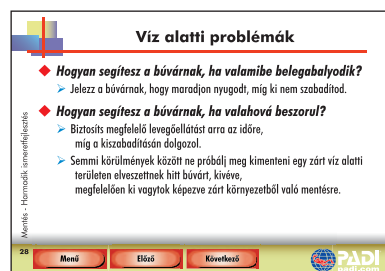 Víz alatti problémák
Hogyan segítesz a búvárnak, ha valamibe belegabalyodik?
Jelezz a búvárnak, hogy maradjon nyugodt, míg ki nem szabadítod.
Hogyan segítesz a búvárnak, ha valahová beszorul?
Biztosíts megfelelő levegőellátást arra az időre,
míg a kiszabadításán dolgozol.
Semmi körülmények között ne próbálj meg kimenteni egy zárt víz alatti
területen elveszettnek hitt búvárt, kivéve,
megfelelően ki vagytok képezve zárt környezetből való mentésre.
Mentés - Harmadik ismeretfejlesztés
28
Menű
Előző
Következő
PADI
padi.com